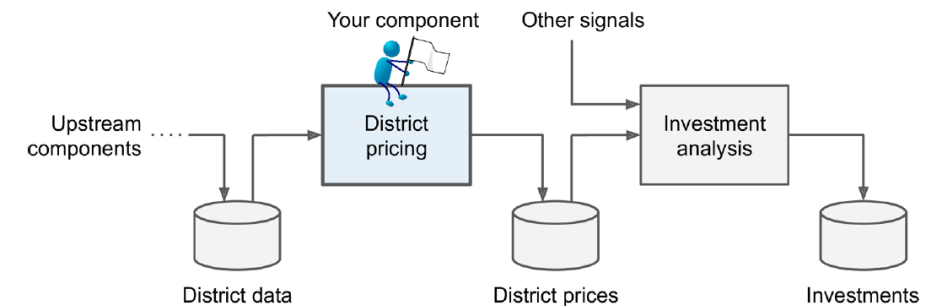 Your component
Other signals
Upstream
components
District
pricing
Investment
analysis
District data
District prices
Investments